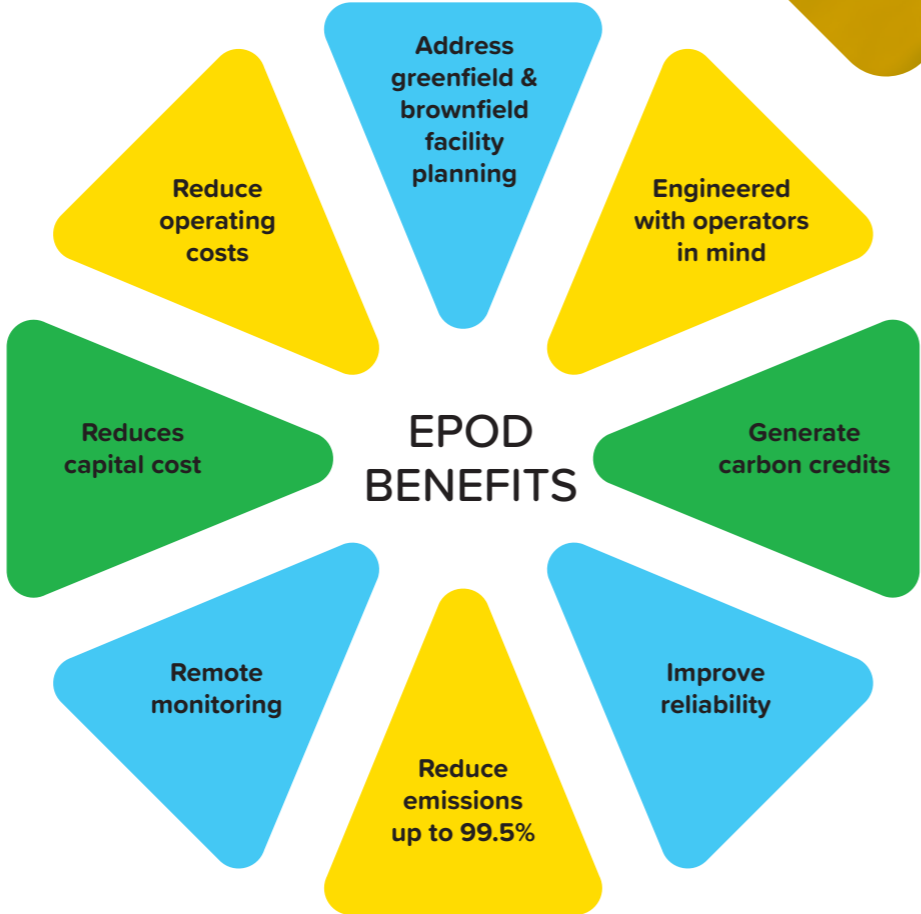 Address
greenfield &
brownfield
facility
planning
Engineered
with operators
in mind
Generate
carbon credits
Improve
reliability
Reduce
emissions
up to 99.5%
Remote
monitoring
Reduces
capital cost
Reduce
operating
costs
EPOD
BENEFITS